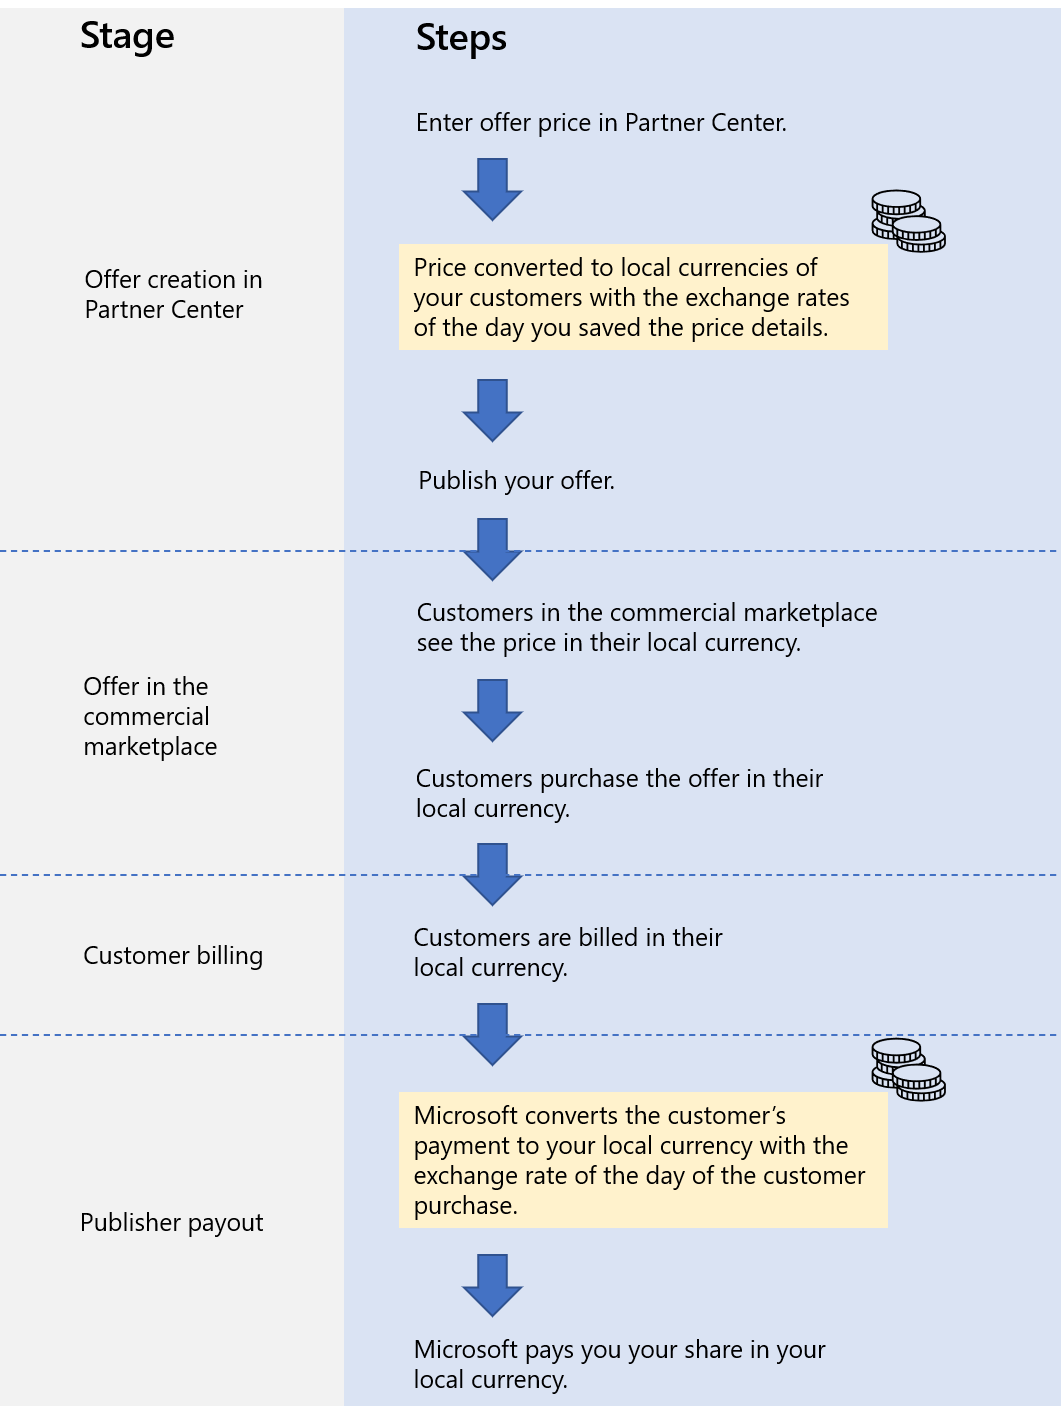 Stage
Steps
Enter offer price in Partner Center.
Offer creation in
Partner Center
Price converted to local currencies of
your customers with the exchange rates
of the day you saved the price details.
Publish your offer.
Offer in the
commercial
marketplace
Customers in the commercial marketplace
see the price in their local currency.
Customers purchase the offer in their
local currency.
Customer billing
Customers are billed in their
local currency.
Publisher payout
Microsoft converts the customer’s
payment to your local currency with the
exchange rate of the day of the customer
purchase.
Microsoft pays you your share in your
local currency.